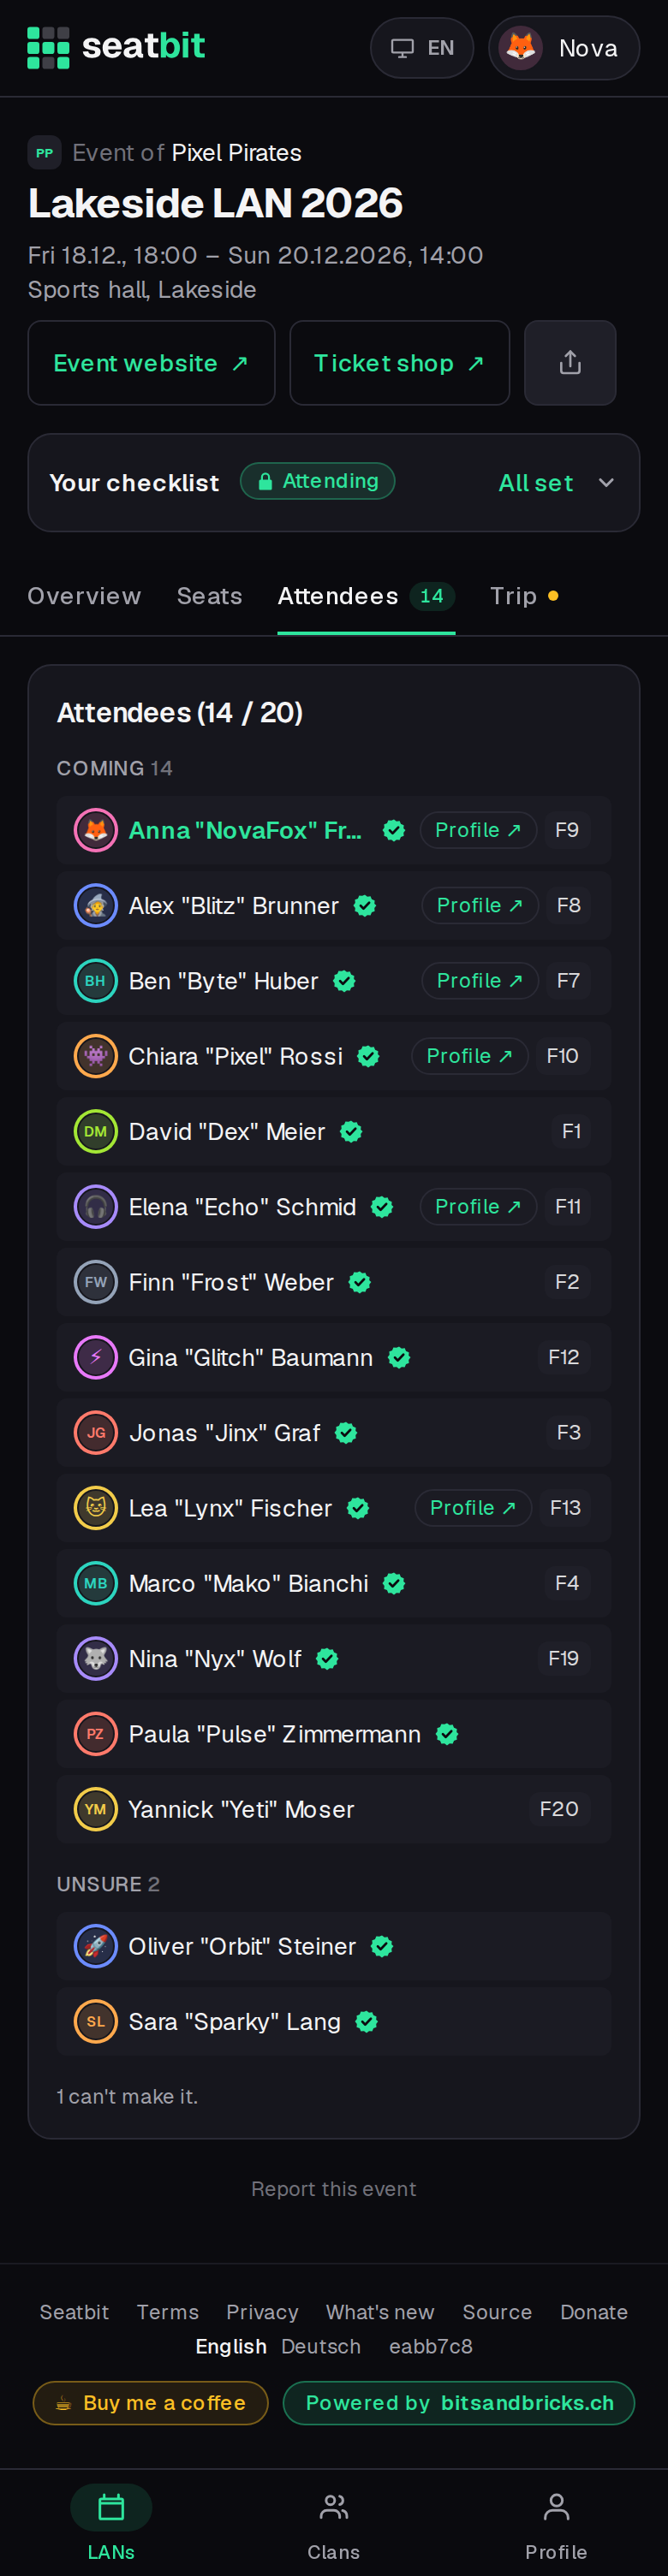 seatbit
EN
Nova
PP Event of Pixel Pirates
Lakeside LAN 2026
Fri 18.12., 18:00 – Sun 20.12.2026, 14:00
Sports hall, Lakeside
Event website ↗
Ticket shop ↗
Your checklist Attending All set
Overview Seats Attendees 14 Trip
Attendees (14 / 20)
COMING 14
Anna "NovaFox" Fr... Profile ↗ F9
Alex "Blitz" Brunner Profile ↗ F8
BH Ben "Byte" Huber Profile ↗ F7
Chiara "Pixel" Rossi Profile ↗ F10
DM David "Dex" Meier F1
Elena "Echo" Schmid Profile ↗ F11
FW Finn "Frost" Weber F2
Gina "Glitch" Baumann F12
JG Jonas "Jinx" Graf F3
Lea "Lynx" Fischer Profile ↗ F13
MB Marco "Mako" Bianchi F4
Nina "Nyx" Wolf F19
PZ Paula "Pulse" Zimmermann
YM Yannick "Yeti" Moser F20
UNSURE 2
Oliver "Orbit" Steiner
SL Sara "Sparky" Lang
1 can't make it.
Report this event
Seatbit Terms Privacy What's new Source Donate
English Deutsch eabb7c8
Buy me a coffee
Powered by bitsandbricks.ch
LANs Clans Profile